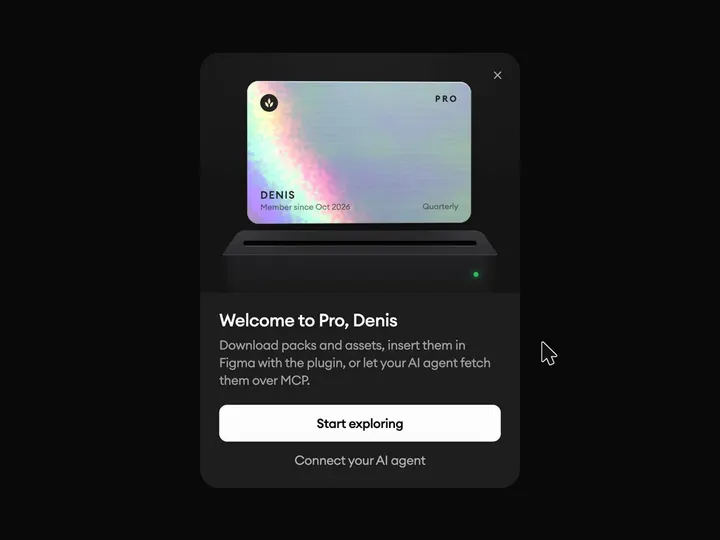 PRO
DENIS
Member since Oct 2026
Quarterly
Welcome to Pro, Denis
Download packs and assets, insert them in
Figma with the plugin, or let your AI agent fetch
them over MCP.
Start exploring
Connect your AI agent